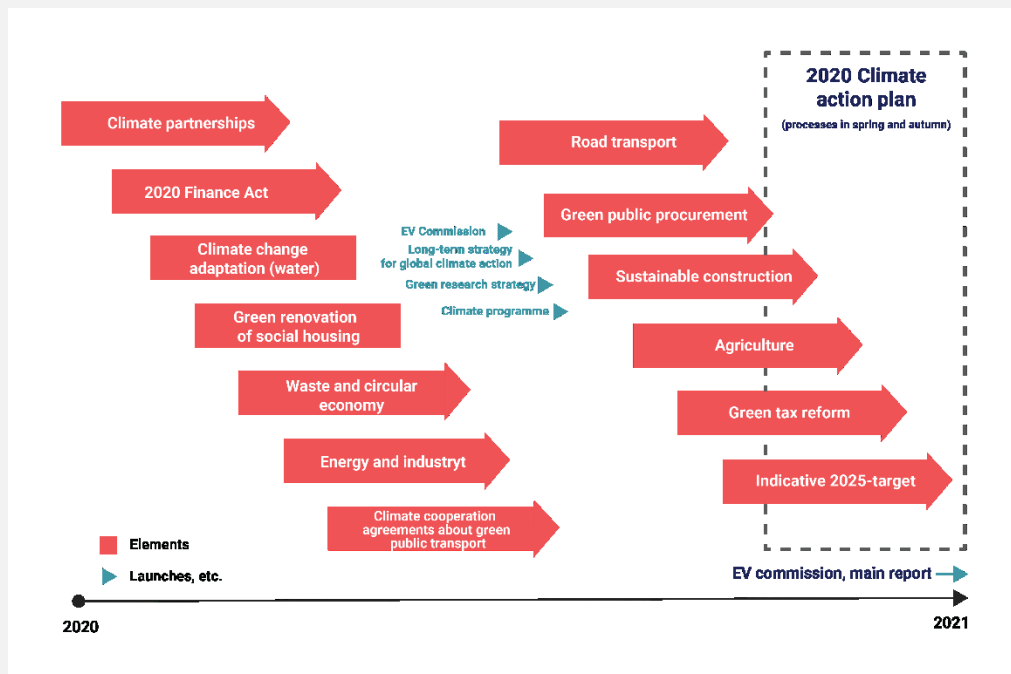 2020 Climate
action plan
(processes in spring and autumn)
Climate partnerships
2020 Finance Act
Climate change
adaptation (water)
Green renovation
of social housing
Waste and circular
economy
Energy and industryt
Climate cooperation
agreements about green
public transport
EV Commission
Long-term strategy
for global climate action
Green research strategy
Climate programme
Road transport
Green public procurement
Sustainable construction
Agriculture
Green tax reform
Indicative 2025-target
Elements
Launches, etc.
EV commission, main report
2020
2021